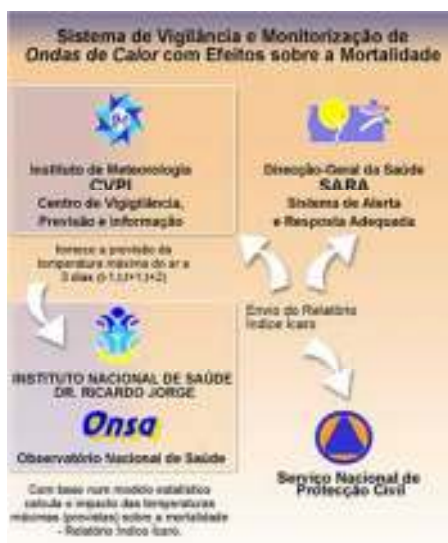 Sistema de Vigilância e Monitorização de
Ondas de Calor com Efeitos sobre a Mortalidade
Instituto de Meteorologia
CVPI
Centro de Vigigtância,
Previsão e Informação
fornece a previsão da
temperatura máxima do ar a
3 dias (t-1,t,t+1,t+2)
Direcção-Geral da Saúde
SARA
Sistema de Alerta
e Resposta Adequada
Envio do Relatório
Índice Ícaro
INSTITUTO NACIONAL DE SAÚDE
DR. RICARDO JORGE
Onsa
Observatório Nacional de Saúde
Com base num modelo estatístico
calcula o impacto das temperaturas
máximas (previstas) sobre a mortalidade
- Relatório Índice Ícaro.
Serviço Nacional de
Protecção Civil